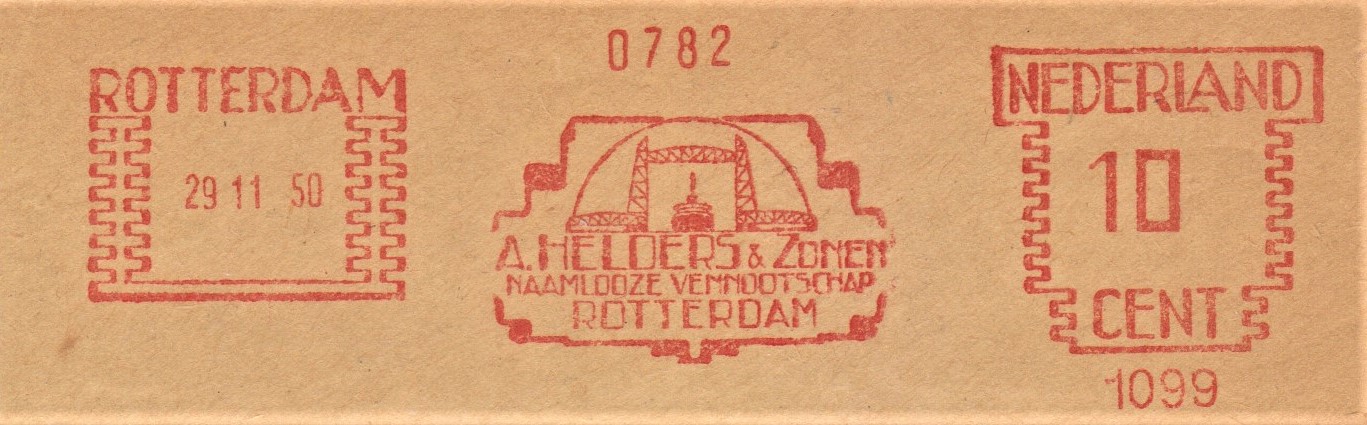 ROTTERDAM
29 11 50
0782
A. HELDERS & ZONEN
NAAMLOOZE VENNOOTSCHAP
ROTTERDAM
NEDERLAND
10
CENT
1099